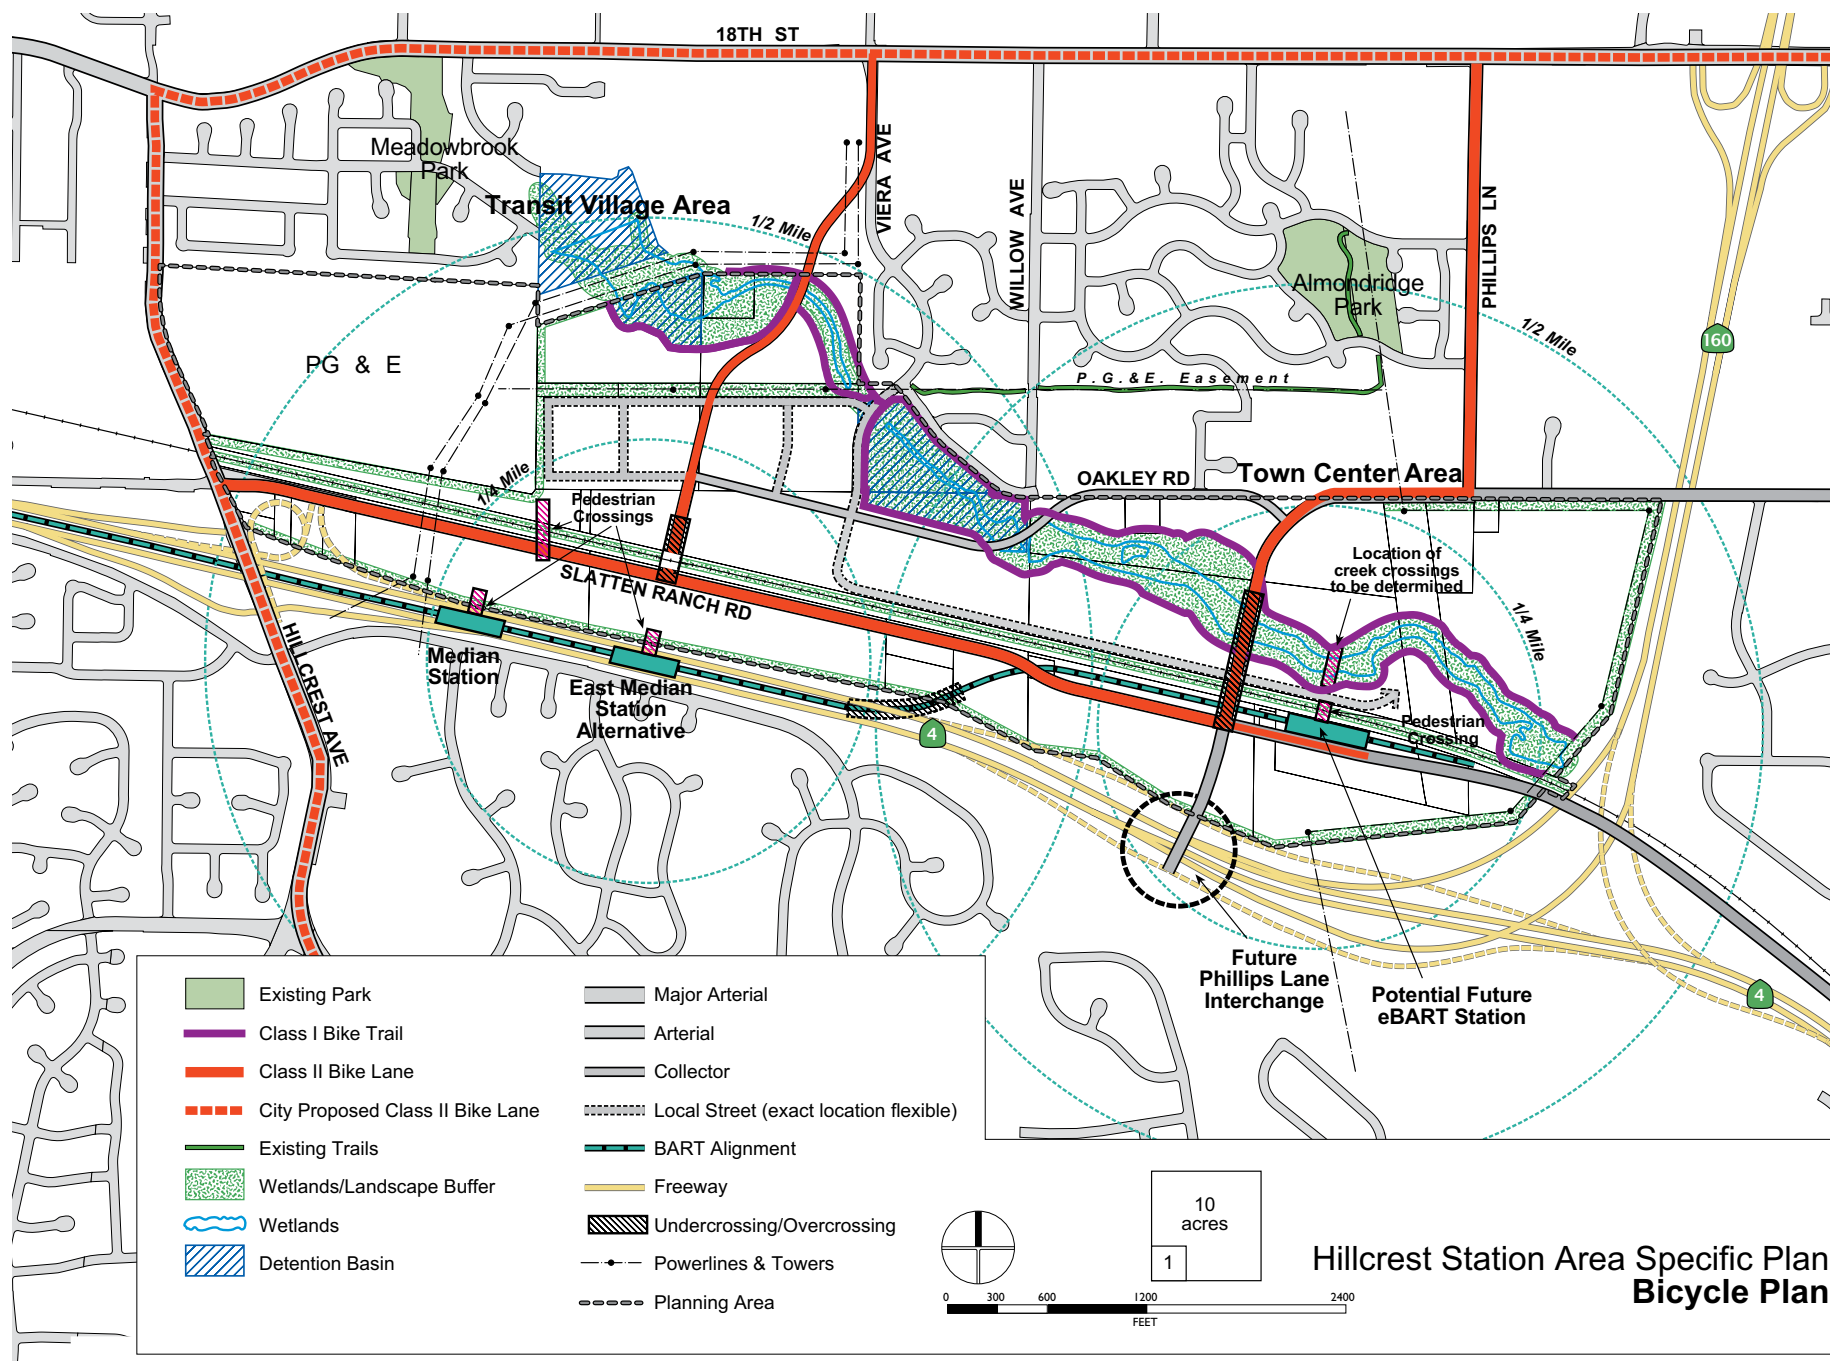 18TH ST
Meadowbrook
Park
Transit Village Area
1/2 Mile
VIERA AVE
WILLOW AVE
PHILLIPS LN
Almondridge
Park
1/2 Mile
160
PG & E
P.G.&E. Easement
1/4 Mile
Pedestrian
Crossings
OAKLEY RD
Town Center Area
Location of
creek crossings
to be determined
SLATTEN RANCH RD
1/4 Mile
HILLCREST AVE
Median
Station
East Median
Station
Alternative
4
Pedestrian
Crossing
Future
Phillips Lane
Interchange
Potential Future
eBART Station
4
Existing Park
Class I Bike Trail
Class II Bike Lane
City Proposed Class II Bike Lane
Existing Trails
Wetlands/Landscape Buffer
Wetlands
Detention Basin
Major Arterial
Arterial
Collector
Local Street (exact location flexible)
BART Alignment
Freeway
Undercrossing/Overcrossing
Powerlines & Towers
Planning Area
10
acres
1
0 300 600 1200 2400
FEET
Hillcrest Station Area Specific Plan
Bicycle Plan